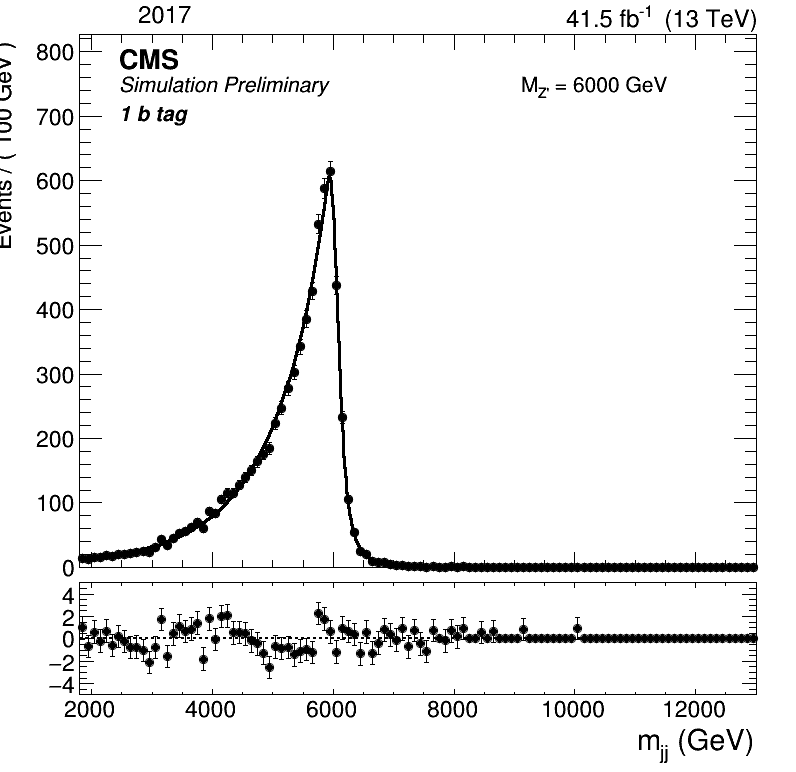 2017 41.5 fb⁻¹ (13 TeV)
CMS
Simulation Preliminary
M_Z' = 6000 GeV
1 b tag
Events / ( 100 GeV )
800
700
600
500
400
300
200
100
0
4
2
0
−2
−4
2000 4000 6000 8000 10000 12000
m_jj (GeV)